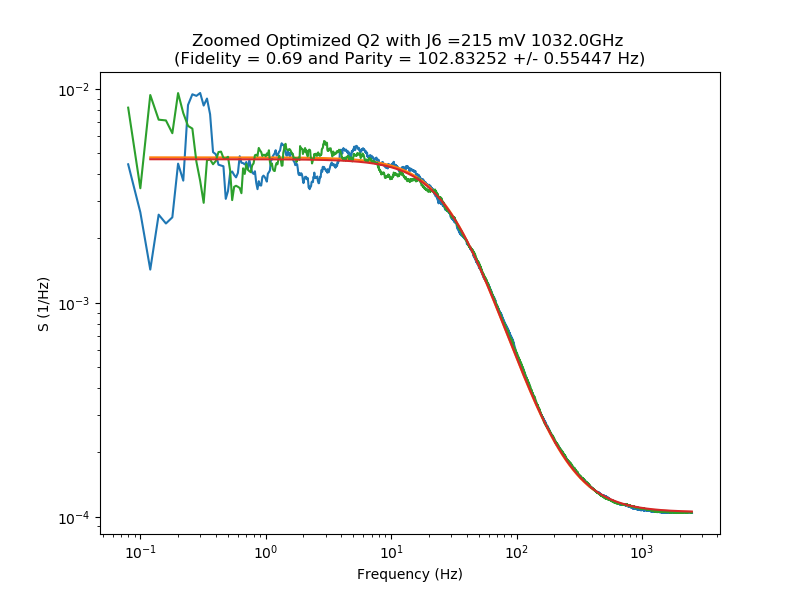 Zoomed Optimized Q2 with J6 =215 mV 1032.0GHz
(Fidelity = 0.69 and Parity = 102.83252 +/- 0.55447 Hz)
10⁻²
10⁻³
10⁻⁴
S (1/Hz)
10⁻¹ 10⁰ 10¹ 10² 10³
Frequency (Hz)